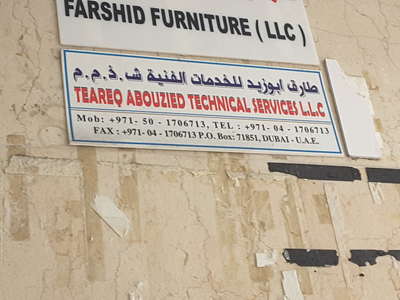 FARSHID FURNITURE ( LLC )
طارق ابوزيد للخدمات الفنية ش.ذ.م.م
TEAREQ ABOUZIED TECHNICAL SERVICES L.L.C
Mob: +971- 50 - 1706713, TEL : +971- 04 - 1706713
FAX : +971- 04 - 1706713 P.O. Box: 71851, DUBAI - U.A.E.